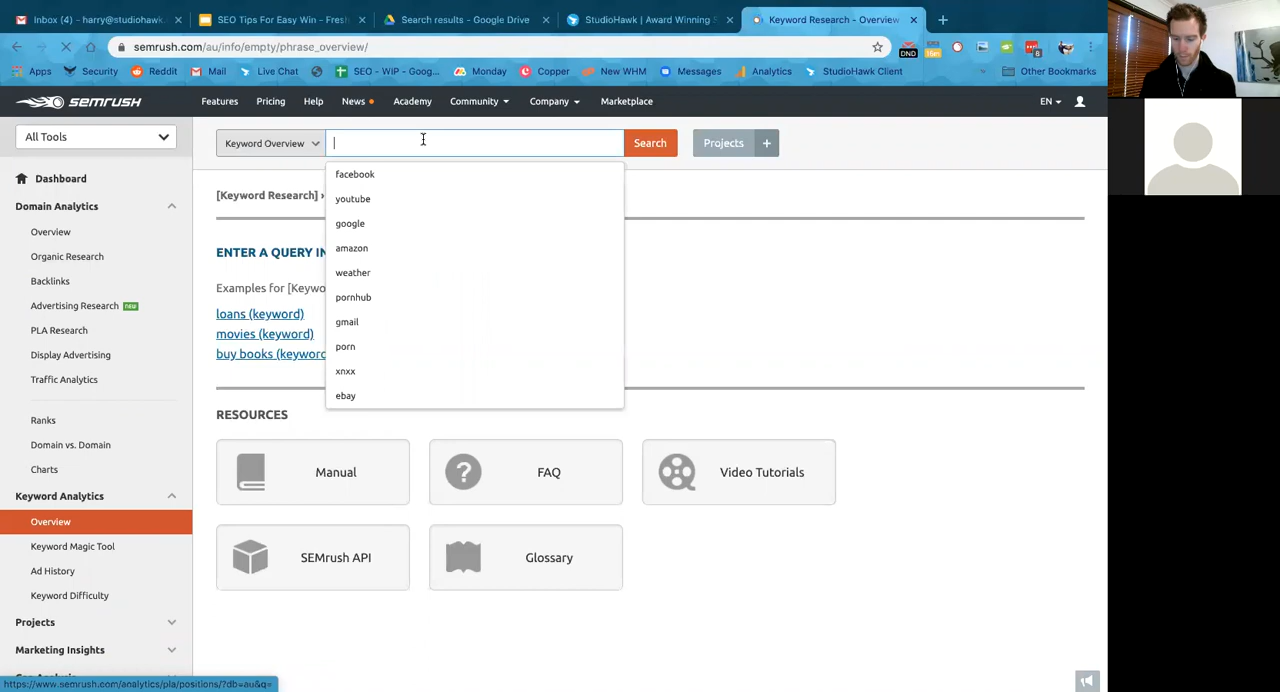 Inbox (4) - harry@studiohawk.
SEO Tips For Easy Win - Fresh
Search results - Google Drive
StudioHawk | Award Winning S
Keyword Research - Overview
semrush.com/au/info/empty/phrase_overview/
DND
16m
8
Apps
Security
Reddit
Mail
Live Chat
SEO - WiP - Goog...
Monday
Copper
New WHM
Messages
Analytics
StudioHawk Client
Other Bookmarks
SEMRUSH
Features
Pricing
Help
News
Academy
Community
Company
Marketplace
EN
All Tools
Keyword Overview
Search
Projects
+
Dashboard
Domain Analytics
Overview
Organic Research
Backlinks
Advertising Research new
PLA Research
Display Advertising
Traffic Analytics
Ranks
Domain vs. Domain
Charts
Keyword Analytics
Overview
Keyword Magic Tool
Ad History
Keyword Difficulty
Projects
Marketing Insights
[Keyword Research] ›
facebook
youtube
google
amazon
weather
pornhub
gmail
porn
xnxx
ebay
ENTER A QUERY IN
Examples for [Keywo
loans (keyword)
movies (keyword)
buy books (keyword
RESOURCES
Manual
FAQ
Video Tutorials
SEMrush API
Glossary
https://www.semrush.com/analytics/pla/positions/?db=au&q=